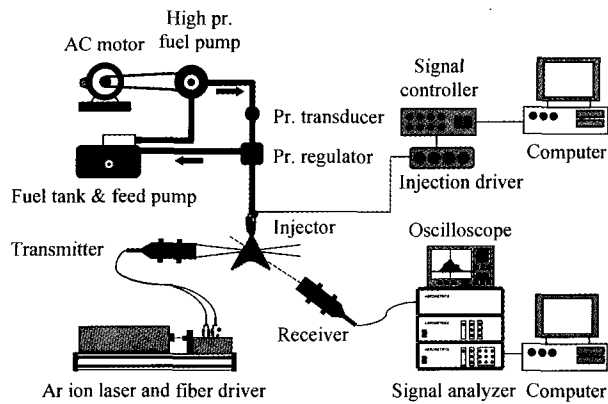 High pr.
fuel pump
AC motor
Signal
controller
Pr. transducer
Pr. regulator
Computer
Fuel tank & feed pump
Injection driver
Injector
Oscilloscope
Transmitter
Receiver
Ar ion laser and fiber driver
Signal analyzer
Computer